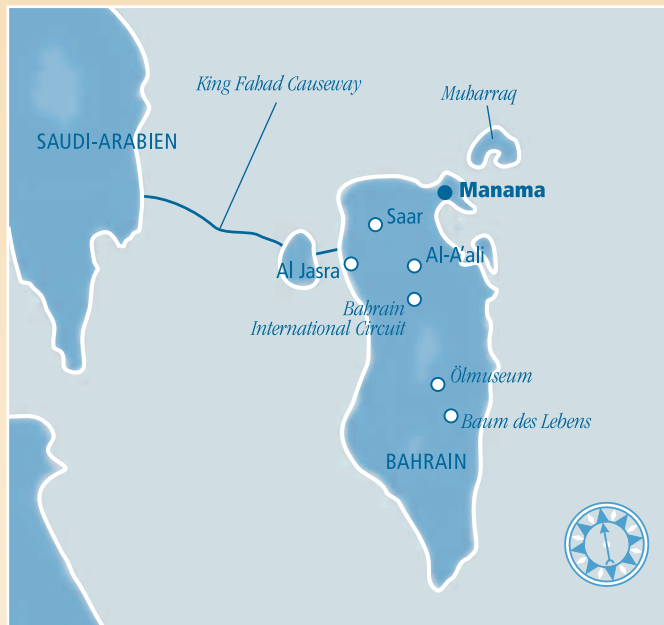 King Fahad Causeway
Muharraq
SAUDI-ARABIEN
Manama
Saar
Al-A'ali
Al Jasra
Bahrain
International Circuit
Ölmuseum
Baum des Lebens
BAHRAIN